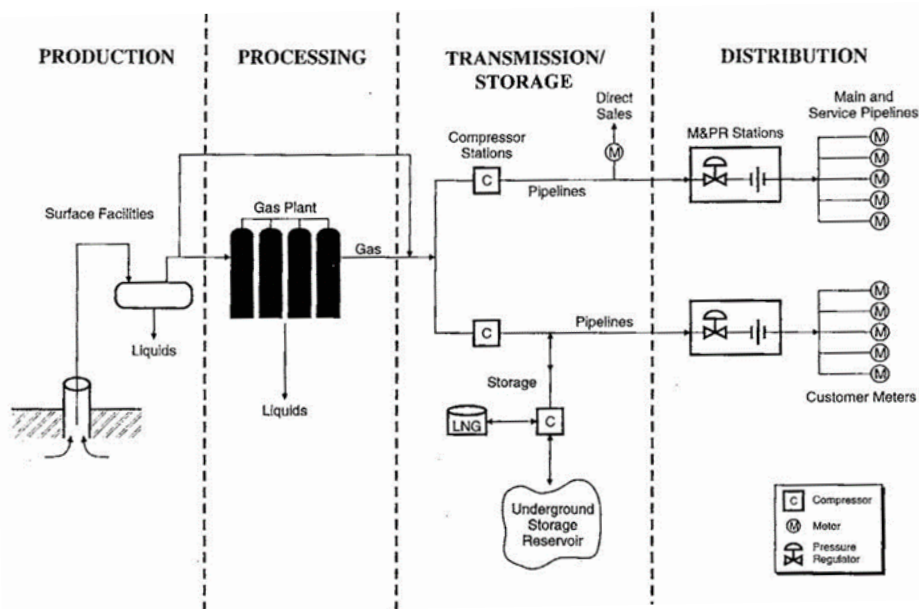 PRODUCTION
PROCESSING
TRANSMISSION/
STORAGE
DISTRIBUTION
Direct
Sales
Main and
Service Pipelines
Compressor
Stations
M&PR Stations
M
M
M
M
M
M
C
Pipelines
Surface Facilities
Gas Plant
Gas
Liquids
Liquids
C
Pipelines
M
M
M
M
M
Customer Meters
Storage
LNG
C
Underground
Storage
Reservoir
C Compressor
M Meter
Pressure
Regulator